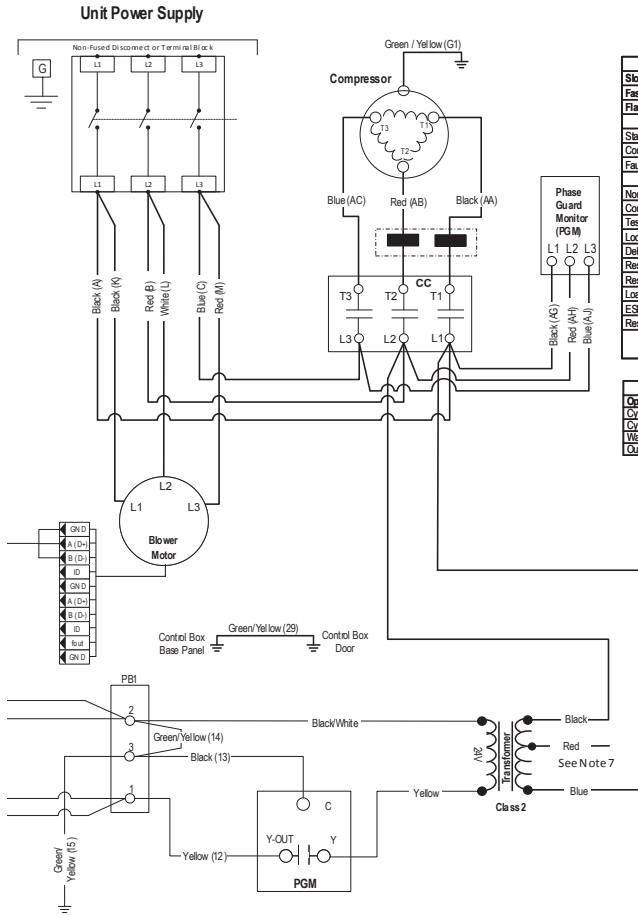 Unit Power Supply
Non-Fused Disconnect or Terminal Block
G
L1 L2 L3
L1 L2 L3
Green / Yellow (G1)
Compressor
T3 T1
T2
Blue (AC)
Red (AB)
Black (AA)
CC
T3 T2 T1
L3 L2 L1
Phase
Guard
Monitor
(PGM)
L1 L2 L3
Black (AG)
Red (AH)
Blue (AJ)
Black (A)
Black (K)
Red (B)
White (L)
Blue (C)
Red (M)
L1
L2
L3
Blower
Motor
GND
A (D+)
B (D-)
ID
GND
A (D+)
B (D-)
ID
fout
GND
Control Box
Base Panel
Green/Yellow (29)
Control Box
Door
PB1
2
3
1
Green/Yellow (14)
Black (13)
Black/White
Yellow
Yellow (12)
Green/
Yellow (15)
C
Y-OUT
Y
PGM
24V
Transformer
Class 2
Black
Red
See Note 7
Blue